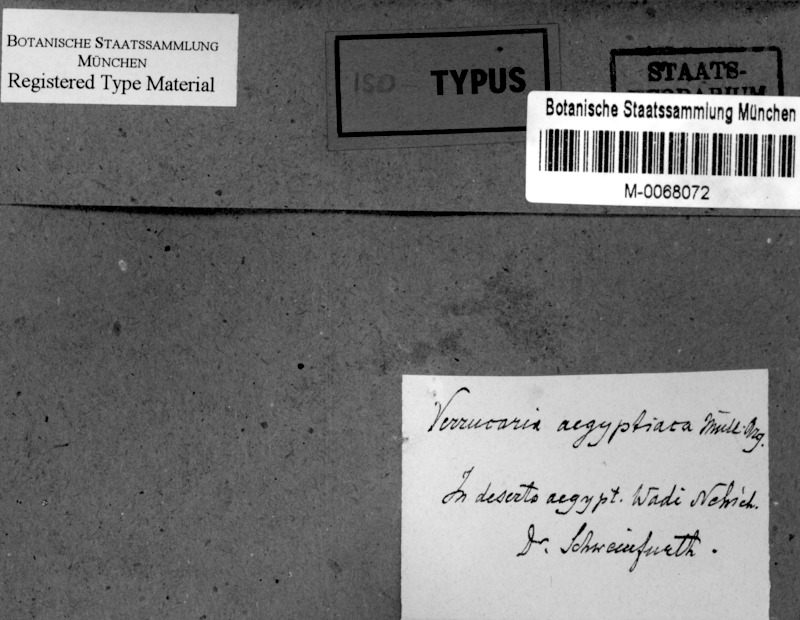 BOTANISCHE STAATSSAMMLUNG
MÜNCHEN
Registered Type Material
ISO – TYPUS
STAATS-
Botanische Staatssammlung München
M-0068072
Verrucaria aegyptiaca Müll. Arg.
In deserto aegypt. Wadi
Dr. Schweinfurth.